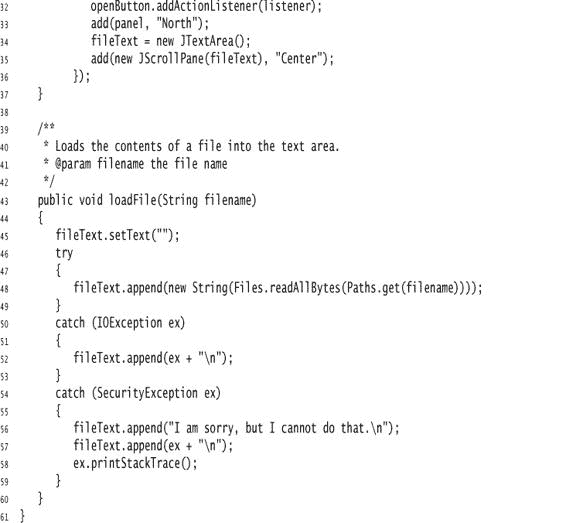 32 openButton.addActionListener(listener);
33 add(panel, "North");
34 fileText = new JTextArea();
35 add(new JScrollPane(fileText), "Center");
36 });
37 }
38
39 /**
40 * Loads the contents of a file into the text area.
41 * @param filename the file name
42 */
43 public void loadFile(String filename)
44 {
45 fileText.setText("");
46 try
47 {
48 fileText.append(new String(Files.readAllBytes(Paths.get(filename))));
49 }
50 catch (IOException ex)
51 {
52 fileText.append(ex + "\n");
53 }
54 catch (SecurityException ex)
55 {
56 fileText.append("I am sorry, but I cannot do that.\n");
57 fileText.append(ex + "\n");
58 ex.printStackTrace();
59 }
60 }
61 }